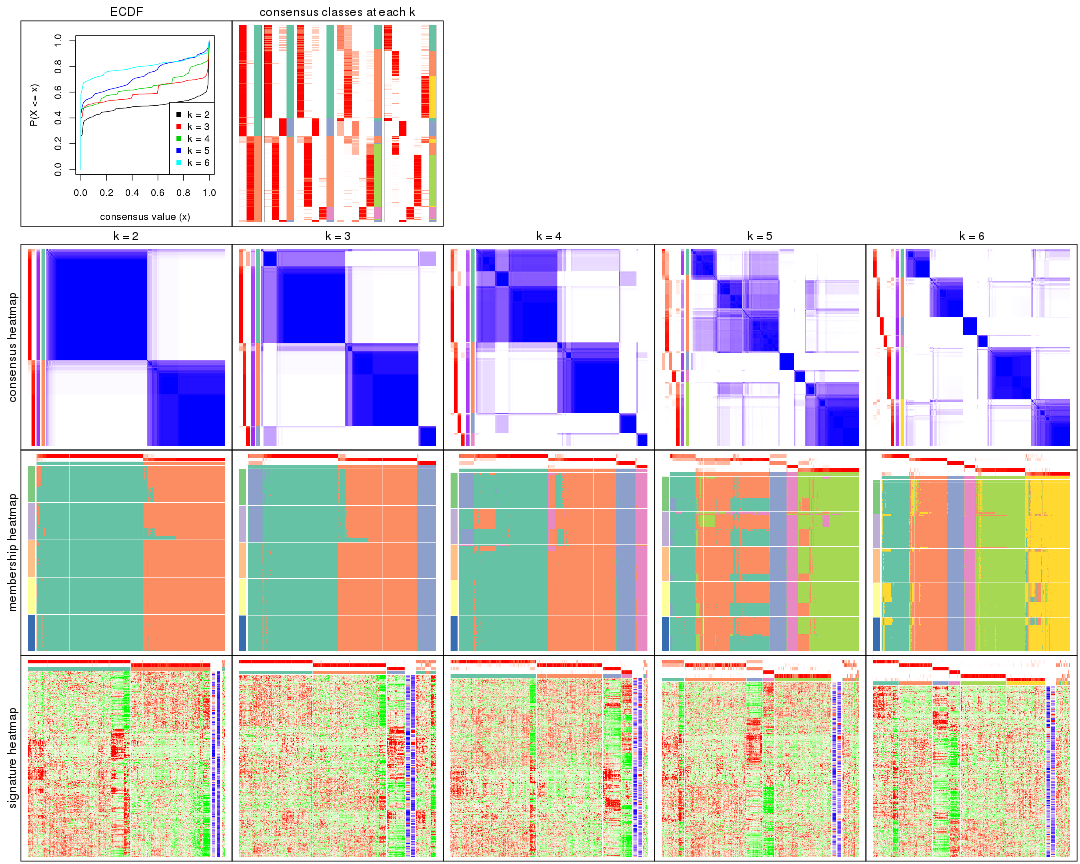 ECDF
consensus classes at each k
P(X <= x)
0.0 0.2 0.4 0.6 0.8 1.0
k = 2
k = 3
k = 4
k = 5
k = 6
0.0 0.2 0.4 0.6 0.8 1.0
consensus value (x)
k = 2 k = 3 k = 4 k = 5 k = 6
consensus heatmap
membership heatmap
signature heatmap